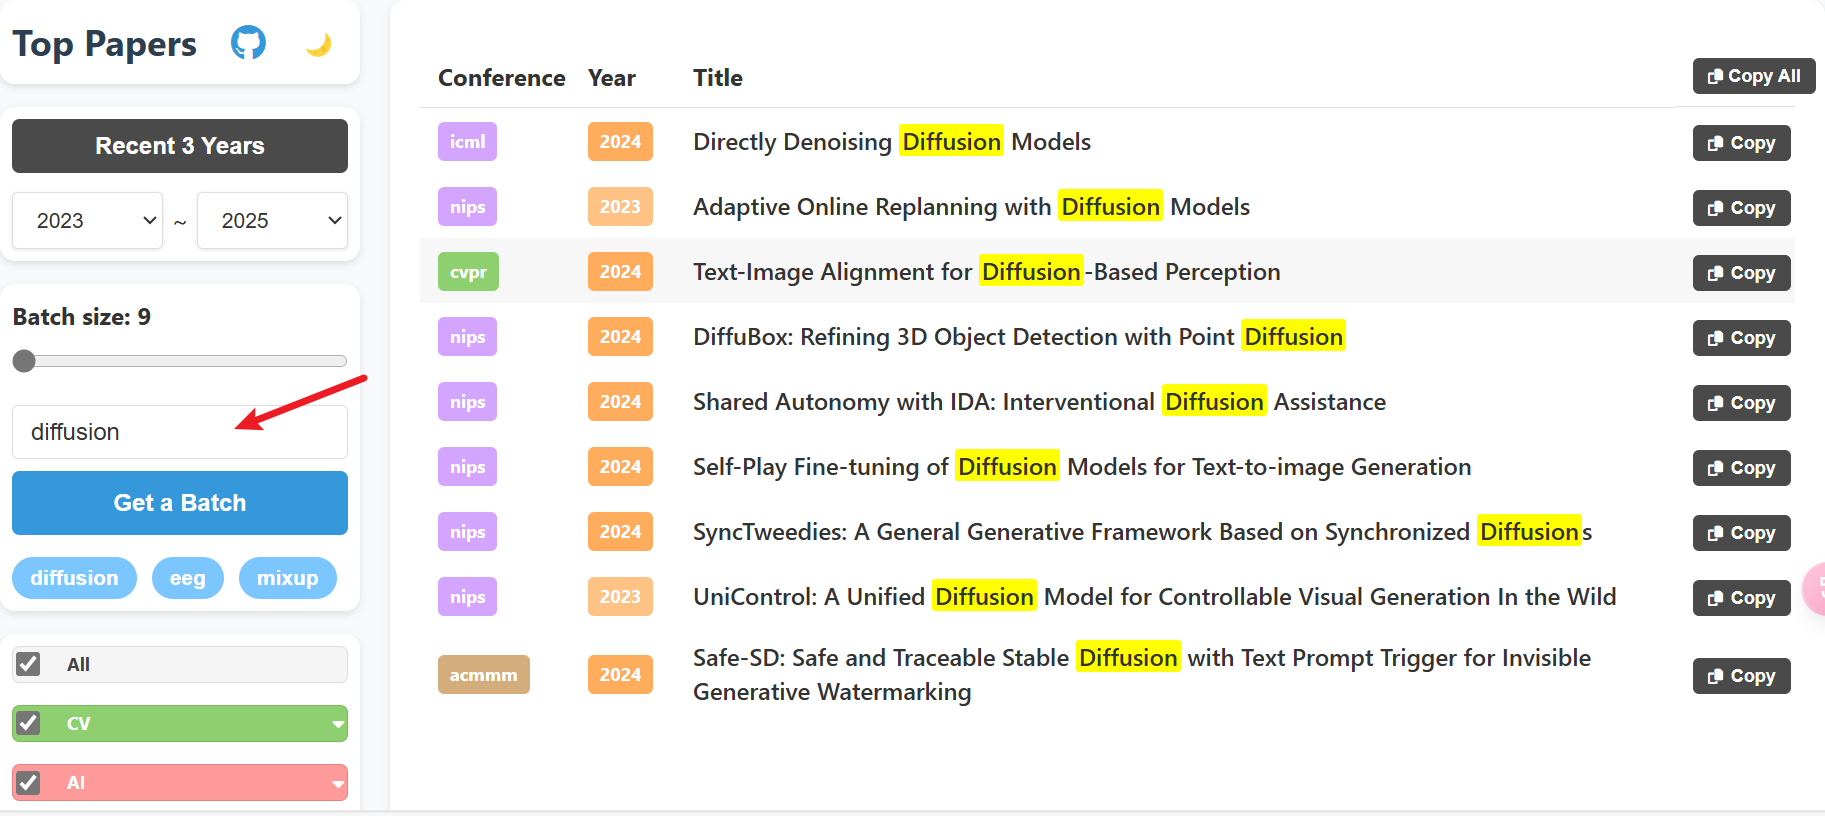 Top Papers
Recent 3 Years
2023 ~ 2025
Batch size: 9
diffusion
Get a Batch
diffusion eeg mixup
All
CV
AI
Conference Year Title Copy All
icml 2024 Directly Denoising Diffusion Models Copy
nips 2023 Adaptive Online Replanning with Diffusion Models Copy
cvpr 2024 Text-Image Alignment for Diffusion-Based Perception Copy
nips 2024 DiffuBox: Refining 3D Object Detection with Point Diffusion Copy
nips 2024 Shared Autonomy with IDA: Interventional Diffusion Assistance Copy
nips 2024 Self-Play Fine-tuning of Diffusion Models for Text-to-image Generation Copy
nips 2024 SyncTweedies: A General Generative Framework Based on Synchronized Diffusions Copy
nips 2023 UniControl: A Unified Diffusion Model for Controllable Visual Generation In the Wild Copy
acmmm 2024 Safe-SD: Safe and Traceable Stable Diffusion with Text Prompt Trigger for Invisible Copy
Generative Watermarking